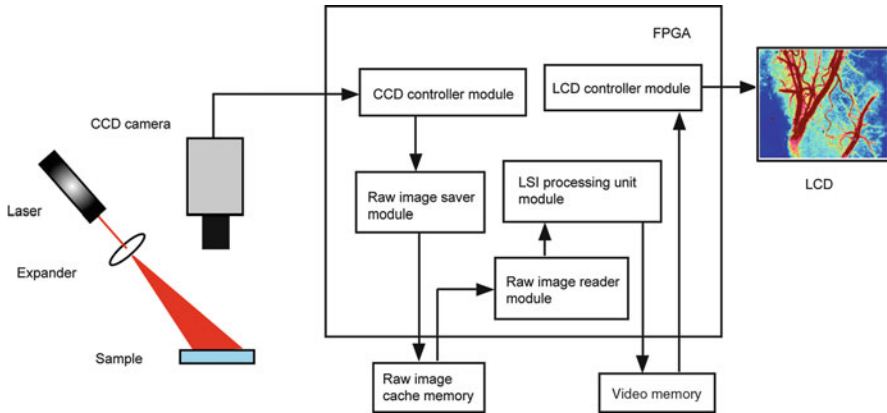 FPGA
CCD controller module
LCD controller module
CCD camera
Raw image saver
module
LSI processing unit
module
LCD
Laser
Expander
Raw image reader
module
Sample
Raw image
cache memory
Video memory